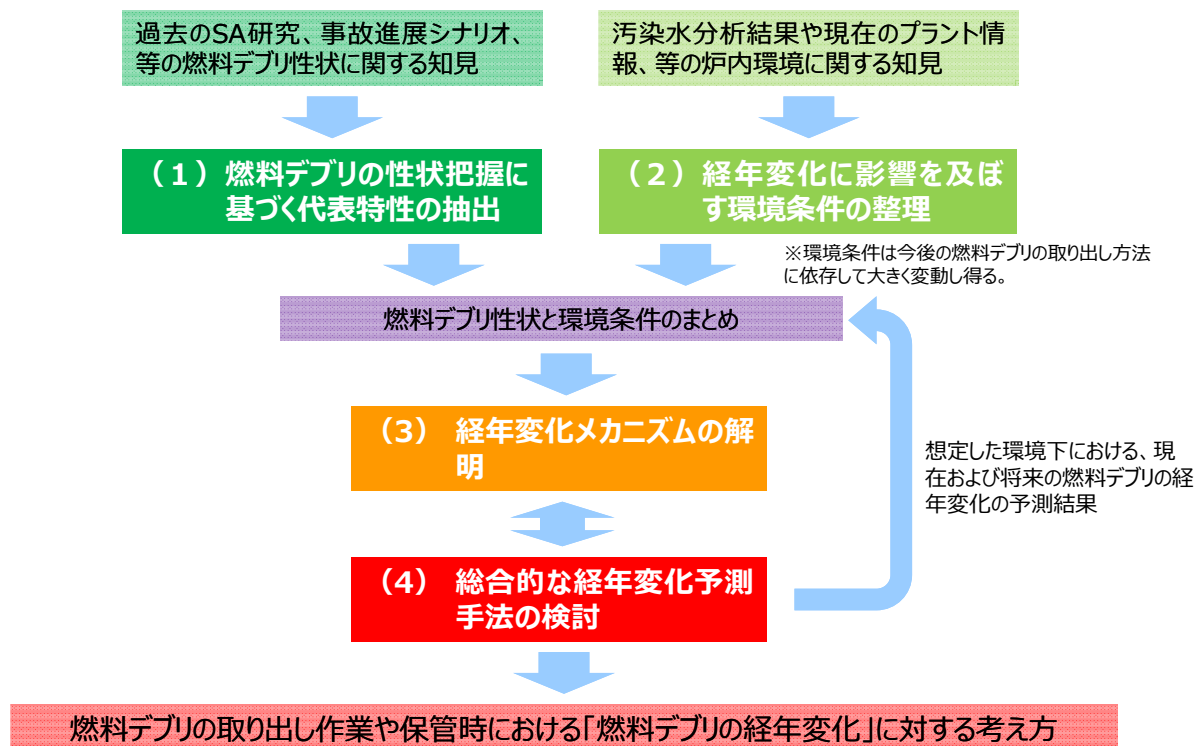 過去のSA研究、事故進展シナリオ、
等の燃料デブリ性状に関する知見
汚染水分析結果や現在のプラント情
報、等の炉内環境に関する知見
（１）燃料デブリの性状把握に
基づく代表特性の抽出
（２）経年変化に影響を及ぼ
す環境条件の整理
※環境条件は今後の燃料デブリの取り出し方法
に依存して大きく変動し得る。
燃料デブリ性状と環境条件のまとめ
（3） 経年変化メカニズムの解
明
想定した環境下における、現
在および将来の燃料デブリの経
年変化の予測結果
（4） 総合的な経年変化予測
手法の検討
燃料デブリの取り出し作業や保管時における「燃料デブリの経年変化」に対する考え方